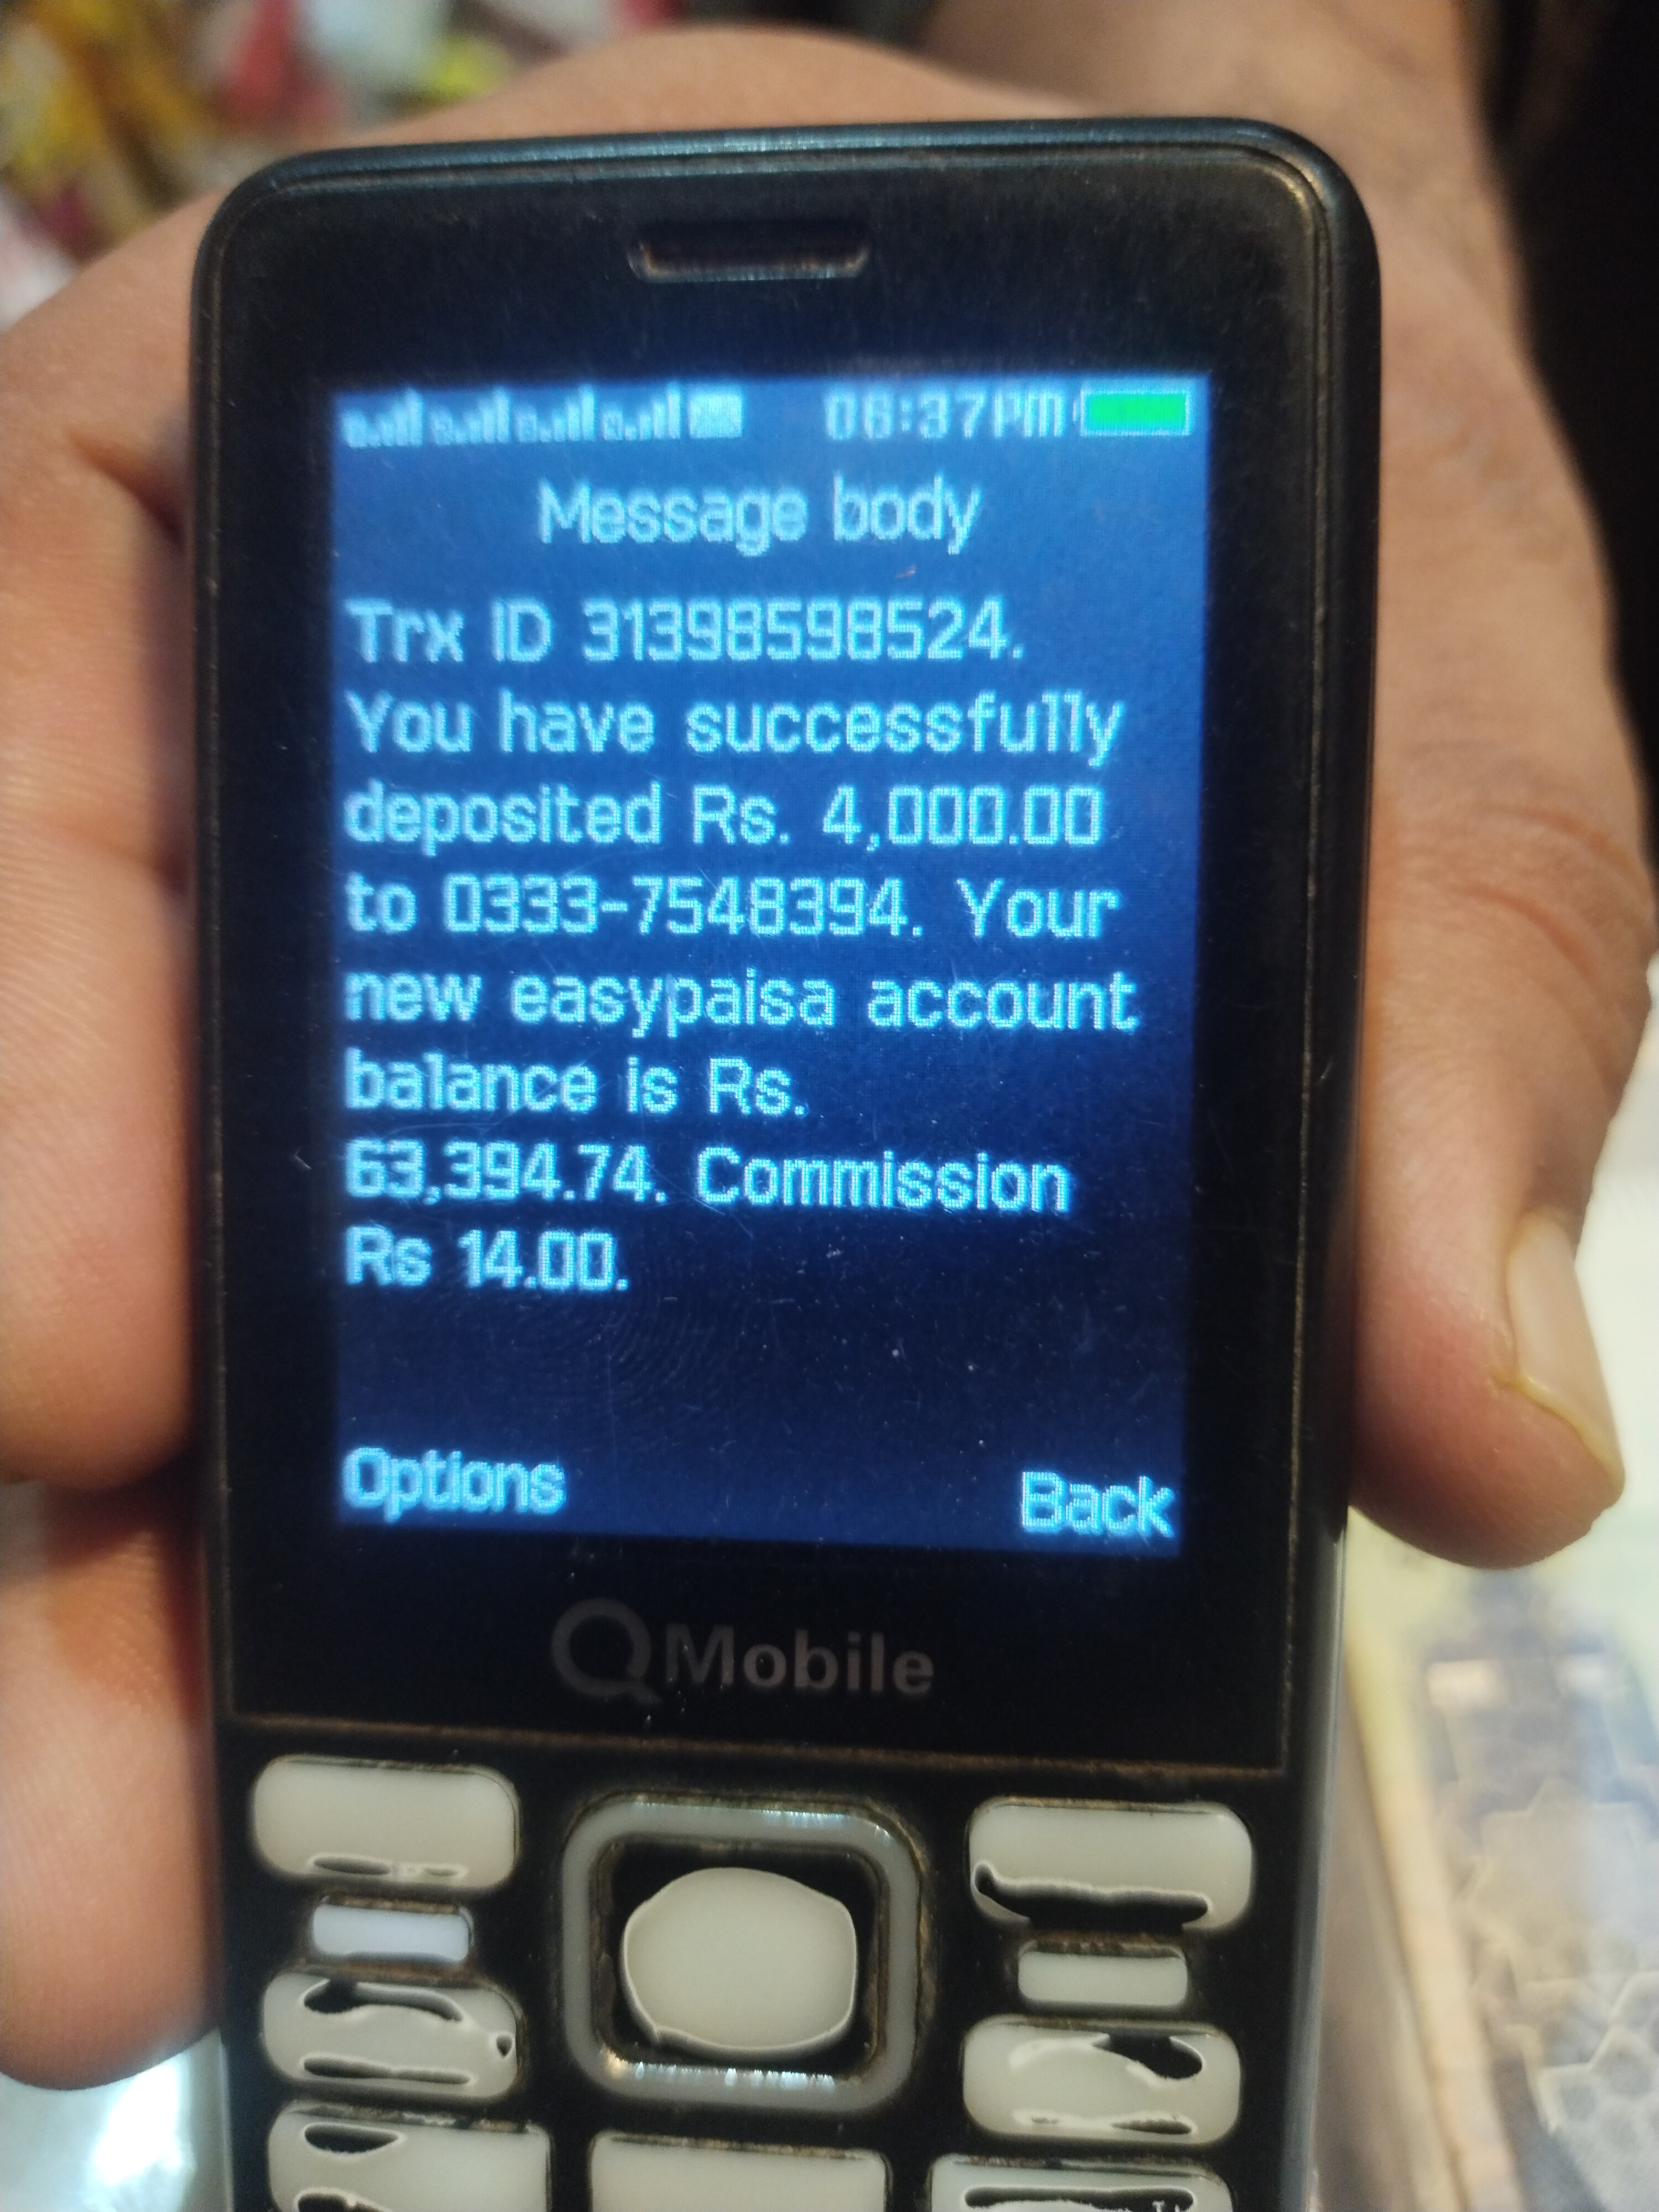 06:37PM
Message body
Trx ID 31398598524.
You have successfully
deposited Rs. 4,000.00
to 0333-7548394. Your
new easypaisa account
balance is Rs.
63,394.74. Commission
Rs 14.00.
Options
Back
QMobile